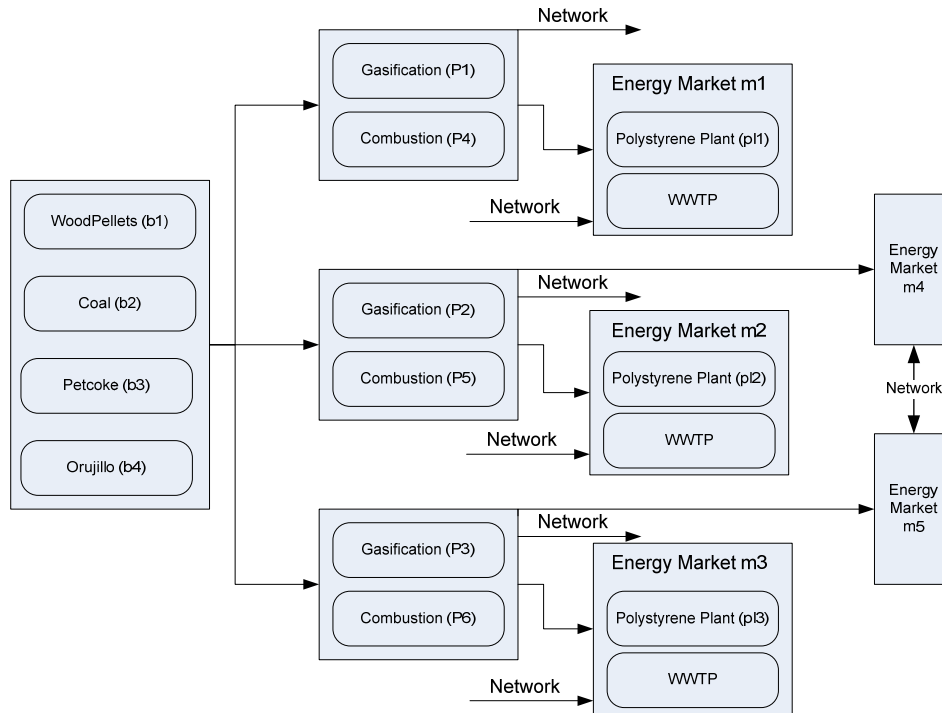 Network
Gasification (P1)
Combustion (P4)
Energy Market m1
Polystyrene Plant (pl1)
WWTP
Network
WoodPellets (b1)
Coal (b2)
Petcoke (b3)
Orujillo (b4)
Gasification (P2)
Combustion (P5)
Network
Energy Market m2
Polystyrene Plant (pl2)
WWTP
Network
Energy
Market
m4
Network
Energy
Market
m5
Gasification (P3)
Combustion (P6)
Network
Energy Market m3
Polystyrene Plant (pl3)
WWTP
Network